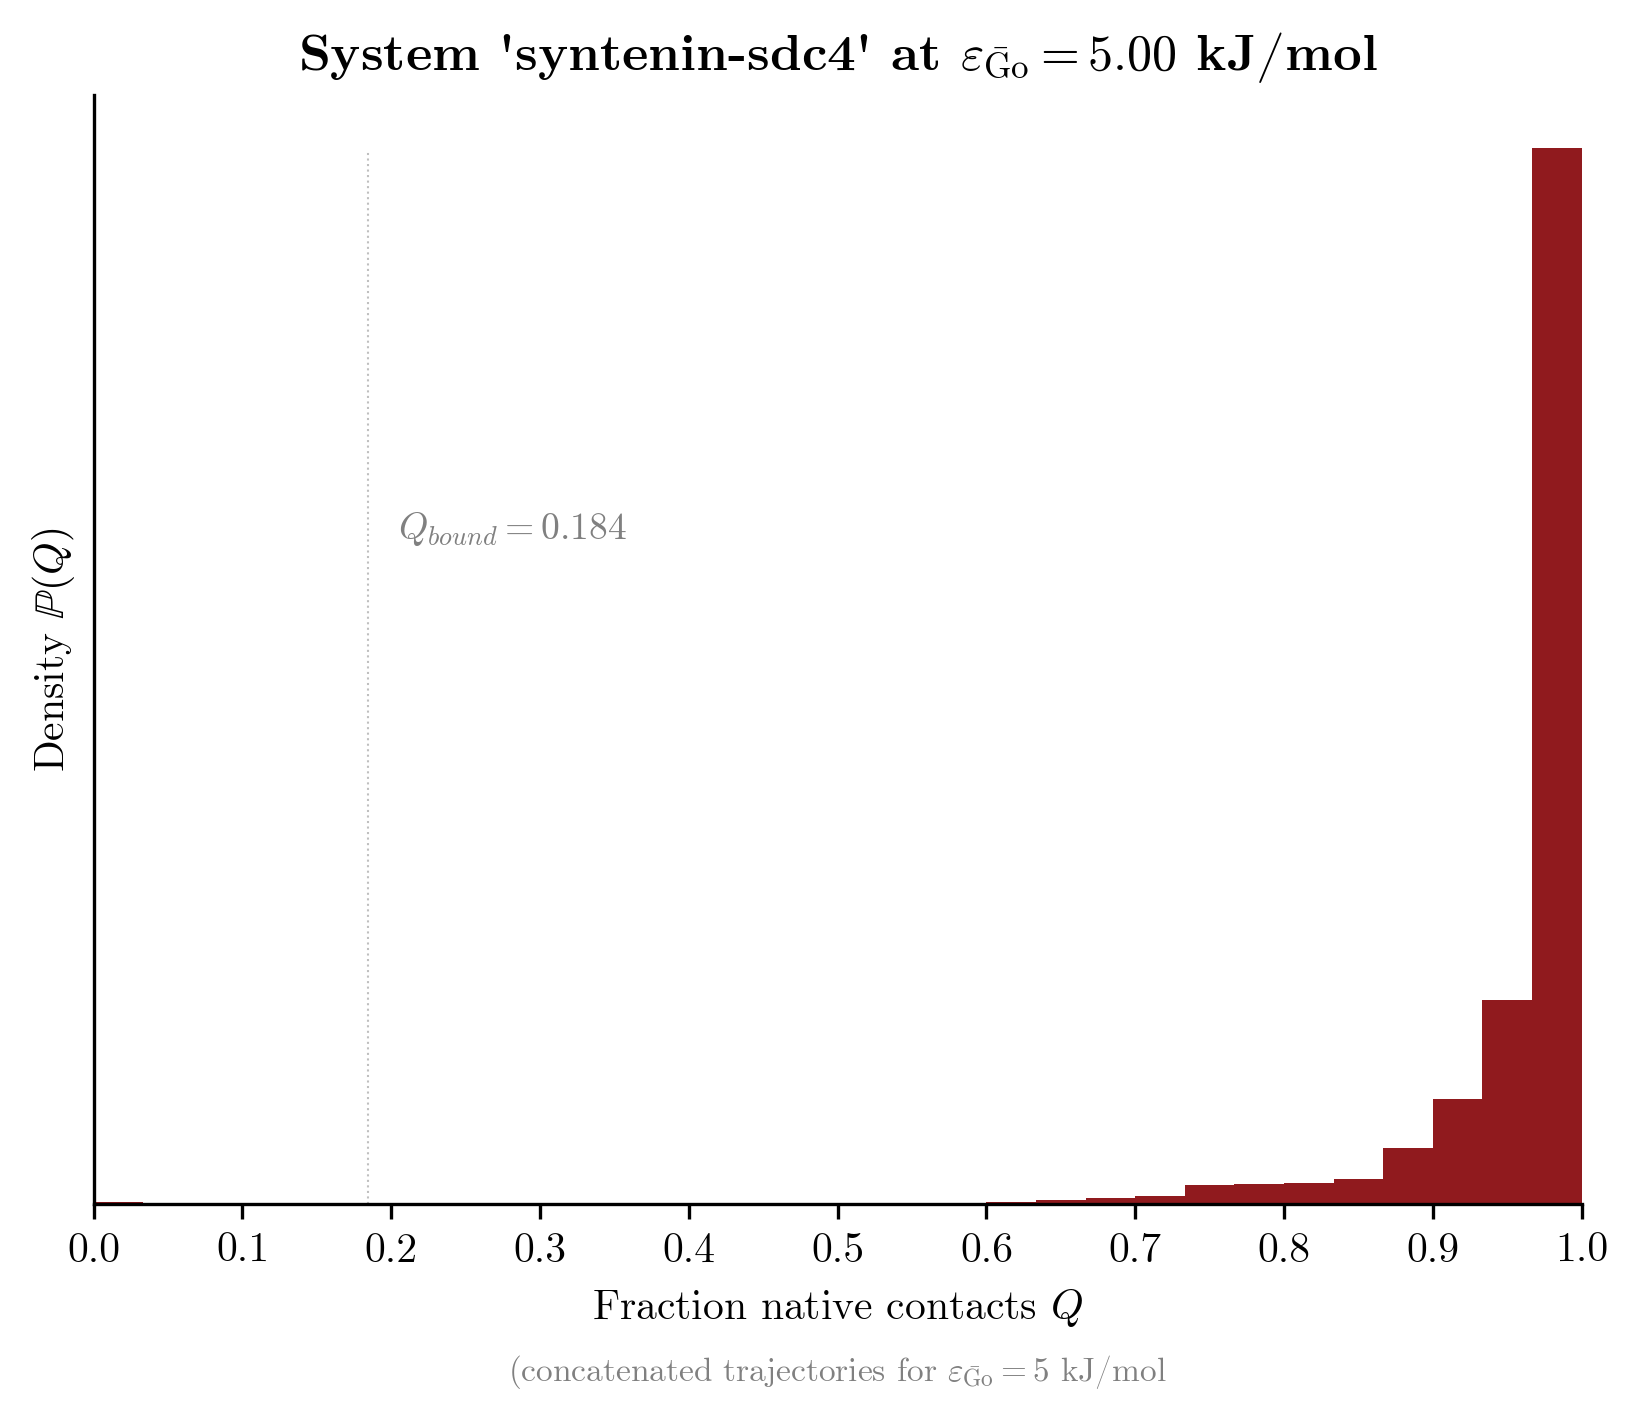 System 'syntenin-sdc4' at ε_Ḡo = 5.00 kJ/mol
Q_bound = 0.184
Density ℙ(Q)
0.0 0.1 0.2 0.3 0.4 0.5 0.6 0.7 0.8 0.9 1.0
Fraction native contacts Q
(concatenated trajectories for ε_Ḡo = 5 kJ/mol